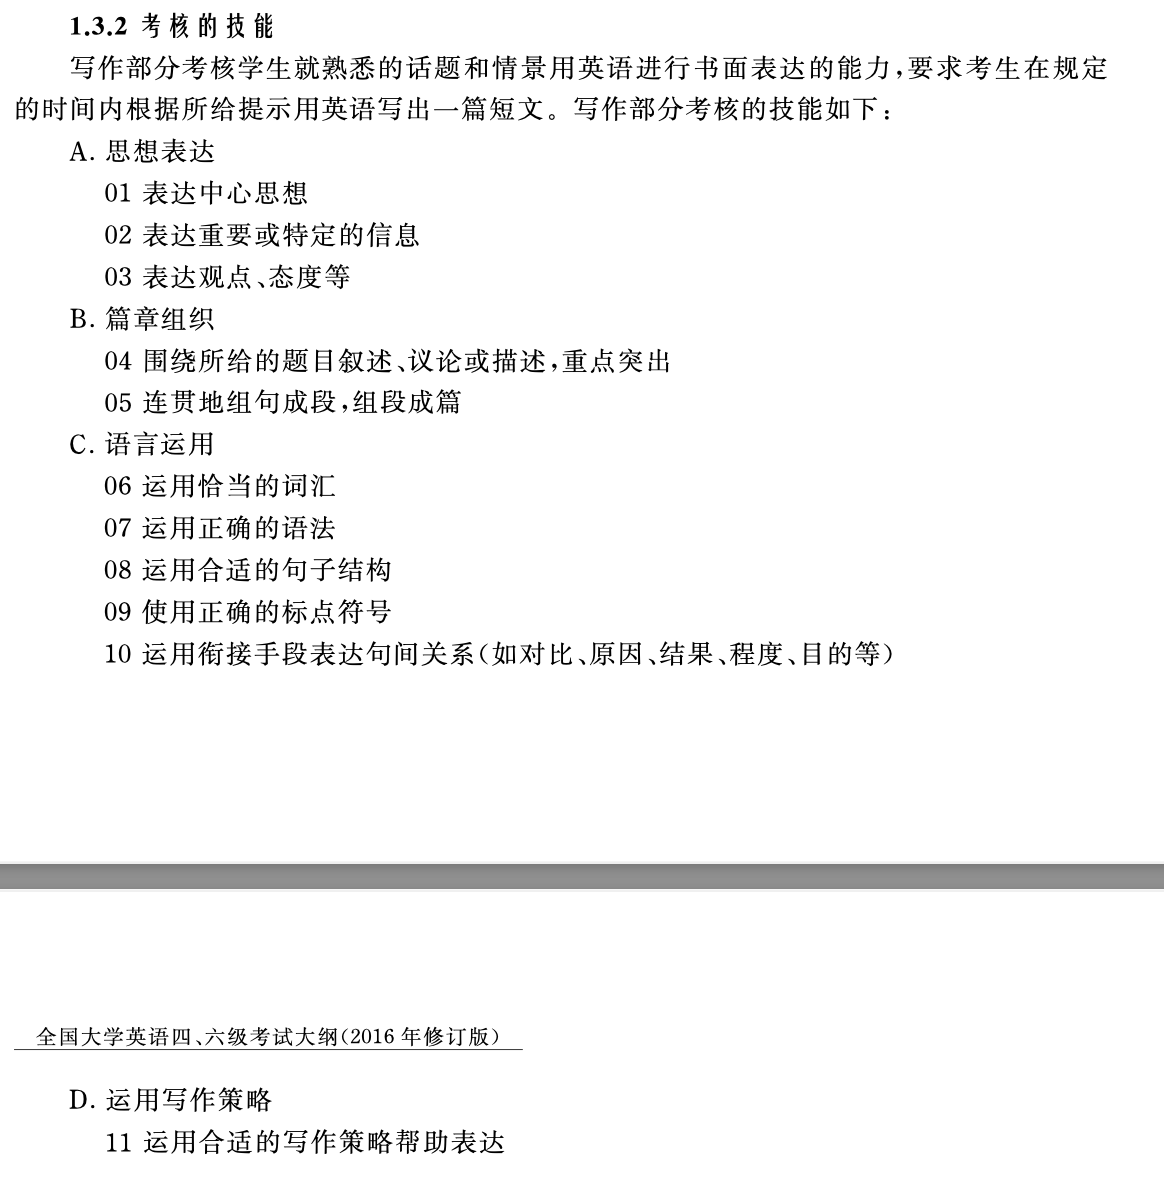 1.3.2 考核的技能
写作部分考核学生就熟悉的话题和情景用英语进行书面表达的能力,要求考生在规定
的时间内根据所给提示用英语写出一篇短文。写作部分考核的技能如下:
A. 思想表达
01 表达中心思想
02 表达重要或特定的信息
03 表达观点、态度等
B. 篇章组织
04 围绕所给的题目叙述、议论或描述,重点突出
05 连贯地组句成段,组段成篇
C. 语言运用
06 运用恰当的词汇
07 运用正确的语法
08 运用合适的句子结构
09 使用正确的标点符号
10 运用衔接手段表达句间关系(如对比、原因、结果、程度、目的等)
全国大学英语四、六级考试大纲(2016 年修订版)
D. 运用写作策略
11 运用合适的写作策略帮助表达